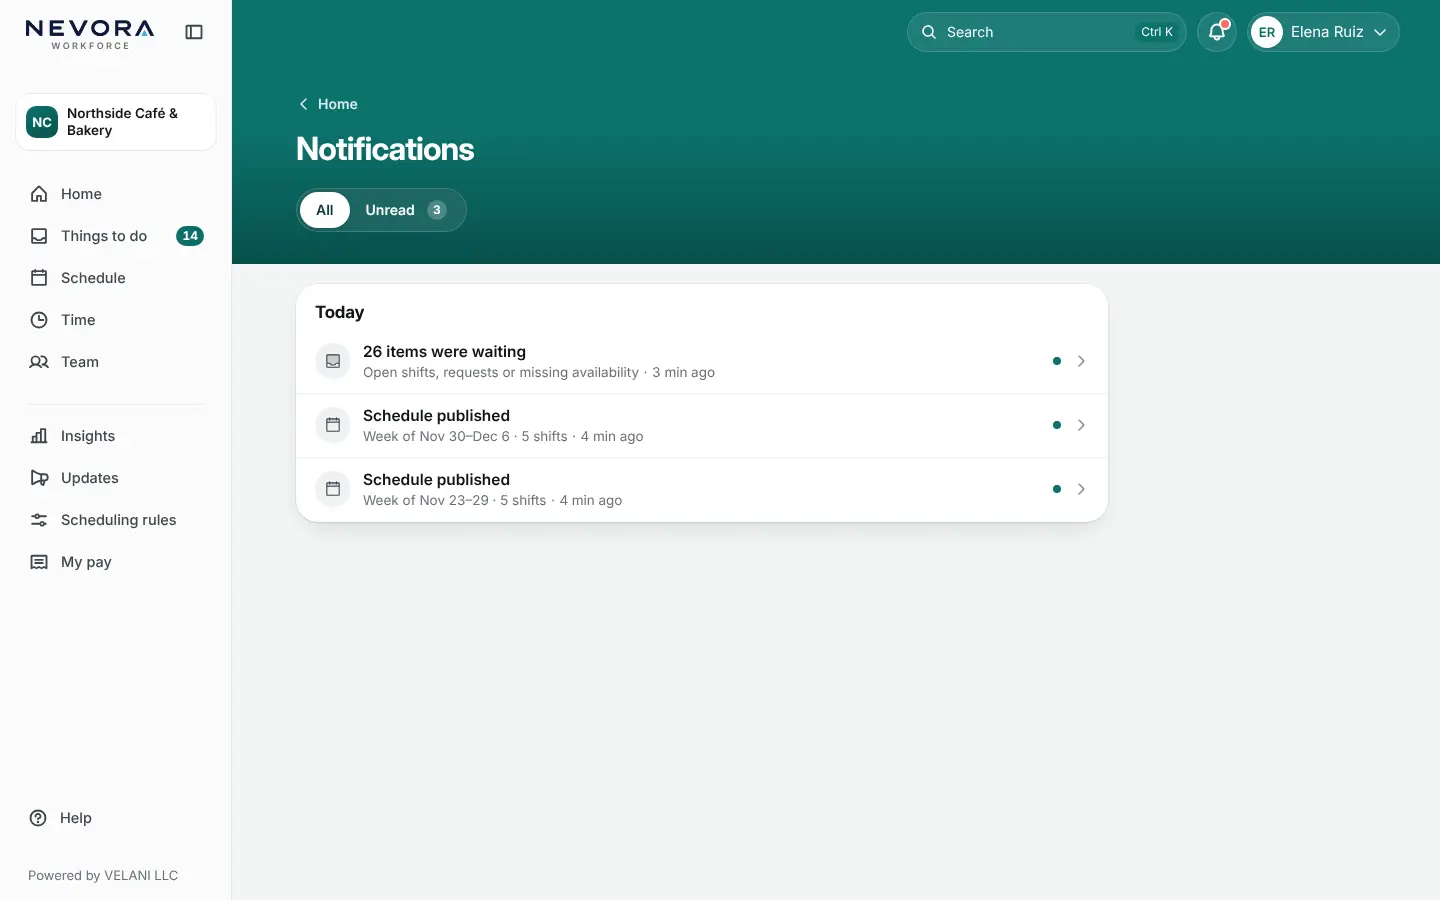 NEVORA
WORKFORCE
Search
Ctrl K
ER
Elena Ruiz
NC
Northside Café &
Bakery
Home
Things to do
14
Schedule
Time
Team
Insights
Updates
Scheduling rules
My pay
Help
Powered by VELANI LLC
Home
Notifications
All
Unread
3
Today
26 items were waiting
Open shifts, requests or missing availability · 3 min ago
Schedule published
Week of Nov 30–Dec 6 · 5 shifts · 4 min ago
Schedule published
Week of Nov 23–29 · 5 shifts · 4 min ago